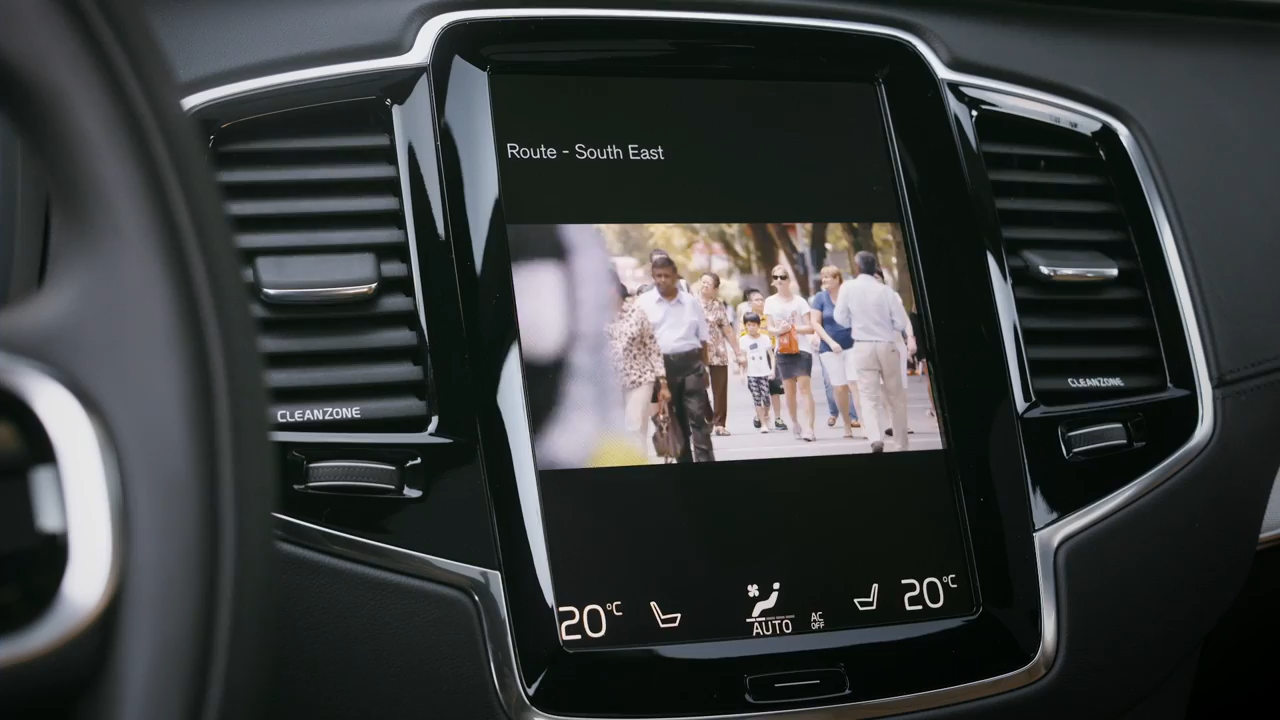 Route - South East
CLEANZONE
CLEANZONE
20°C
AUTO
AC
OFF
20°C